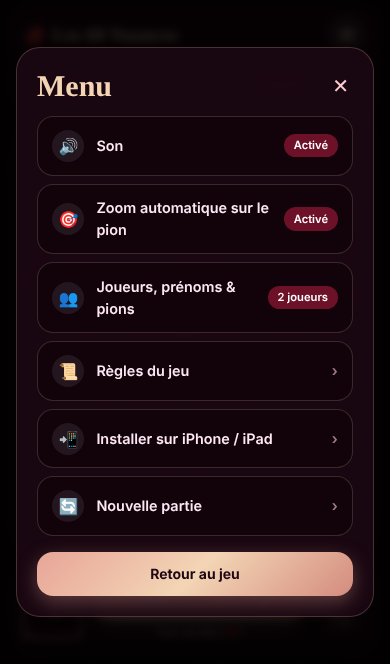 Menu
✕
Son
Activé
Zoom automatique sur le
pion
Activé
Joueurs, prénoms &
pions
2 joueurs
Règles du jeu
›
Installer sur iPhone / iPad
›
Nouvelle partie
›
Retour au jeu